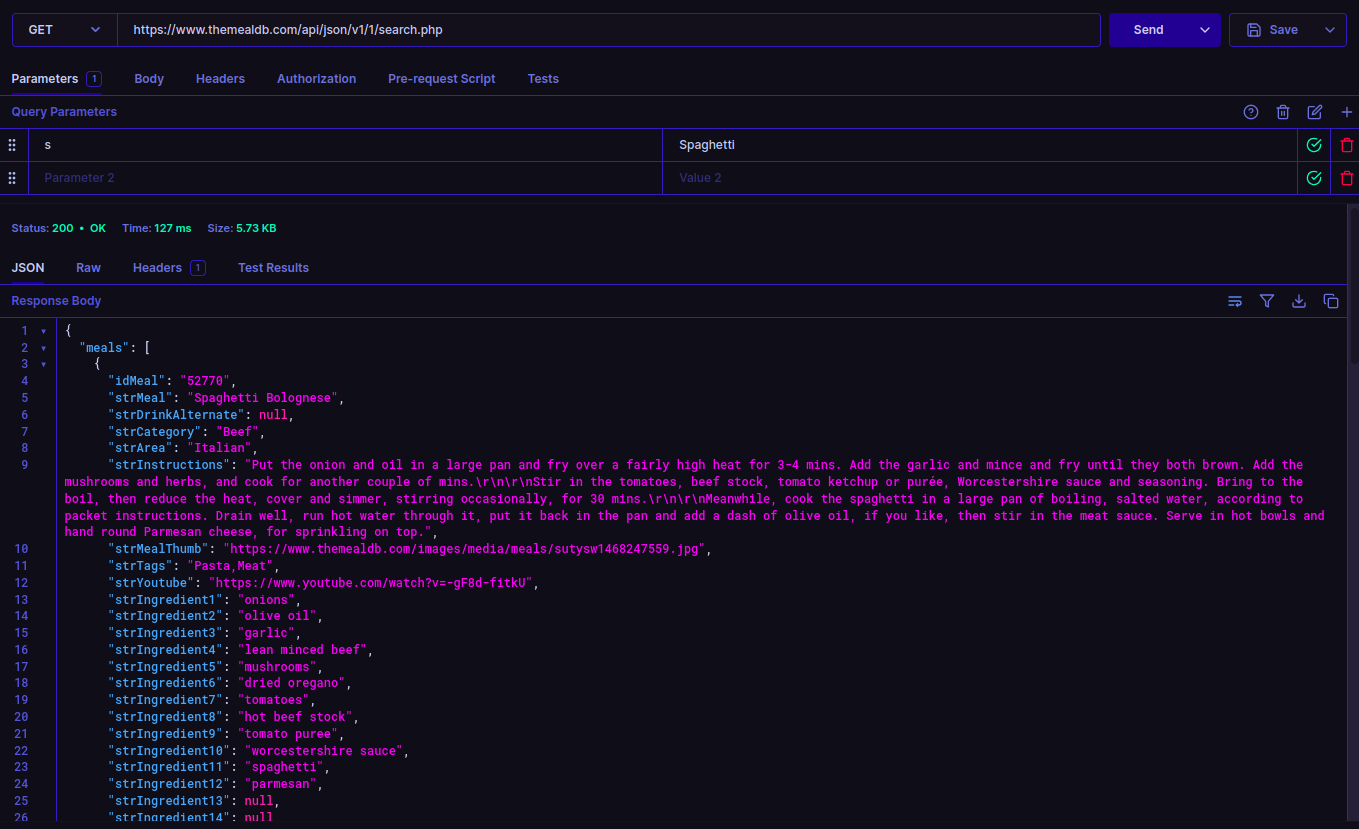 GET https://www.themealdb.com/api/json/v1/1/search.php Send Save
Parameters 1 Body Headers Authorization Pre-request Script Tests
Query Parameters
s Spaghetti
Parameter 2 Value 2
Status: 200 • OK Time: 127 ms Size: 5.73 KB
JSON Raw Headers 1 Test Results
Response Body
1 {
2 "meals": [
3 {
4 "idMeal": "52770",
5 "strMeal": "Spaghetti Bolognese",
6 "strDrinkAlternate": null,
7 "strCategory": "Beef",
8 "strArea": "Italian",
9 "strInstructions": "Put the onion and oil in a large pan and fry over a fairly high heat for 3-4 mins. Add the garlic and mince and fry until they both brown. Add the
mushrooms and herbs, and cook for another couple of mins.\r\n\r\nStir in the tomatoes, beef stock, tomato ketchup or purée, Worcestershire sauce and seasoning. Bring to the
boil, then reduce the heat, cover and simmer, stirring occasionally, for 30 mins.\r\n\r\nMeanwhile, cook the spaghetti in a large pan of boiling, salted water, according to
packet instructions. Drain well, run hot water through it, put it back in the pan and add a dash of olive oil, if you like, then stir in the meat sauce. Serve in hot bowls and
hand round Parmesan cheese, for sprinkling on top.",
10 "strMealThumb": "https://www.themealdb.com/images/media/meals/sutysw1468247559.jpg",
11 "strTags": "Pasta,Meat",
12 "strYoutube": "https://www.youtube.com/watch?v=-gF8d-fitkU",
13 "strIngredient1": "onions",
14 "strIngredient2": "olive oil",
15 "strIngredient3": "garlic",
16 "strIngredient4": "lean minced beef",
17 "strIngredient5": "mushrooms",
18 "strIngredient6": "dried oregano",
19 "strIngredient7": "tomatoes",
20 "strIngredient8": "hot beef stock",
21 "strIngredient9": "tomato puree",
22 "strIngredient10": "worcestershire sauce",
23 "strIngredient11": "spaghetti",
24 "strIngredient12": "parmesan",
25 "strIngredient13": null,
26 "strIngredient14": null